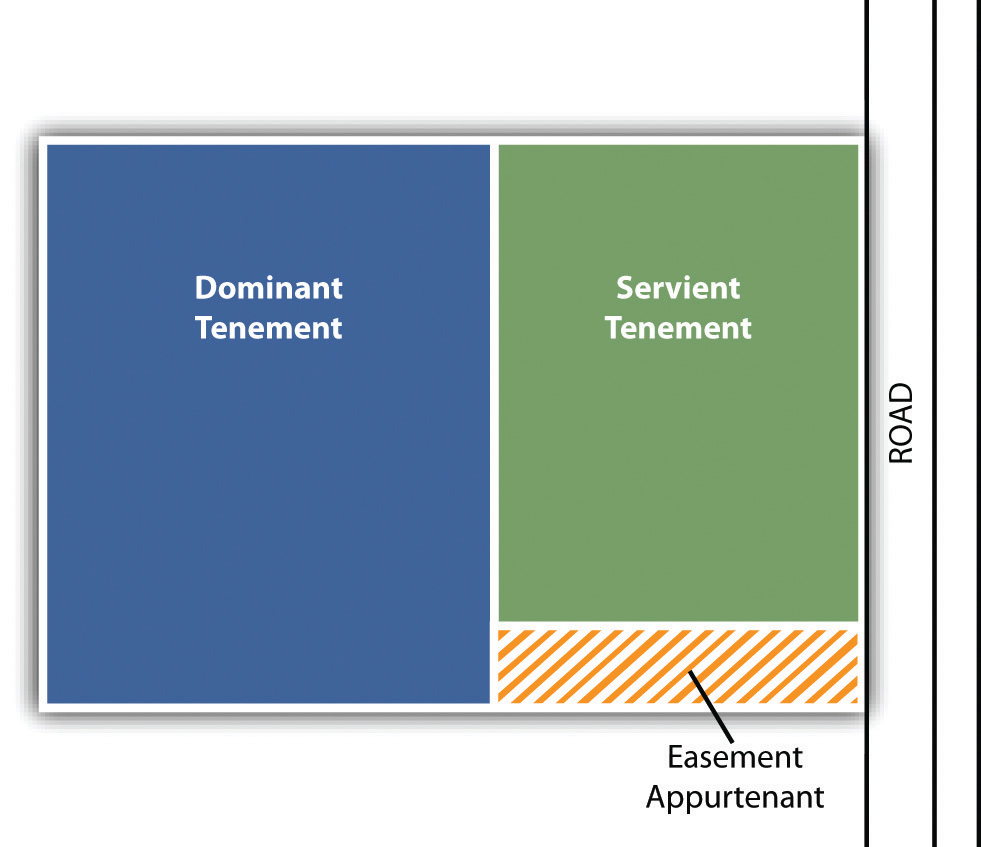 Dominant
Tenement
Servient
Tenement
ROAD
Easement
Appurtenant